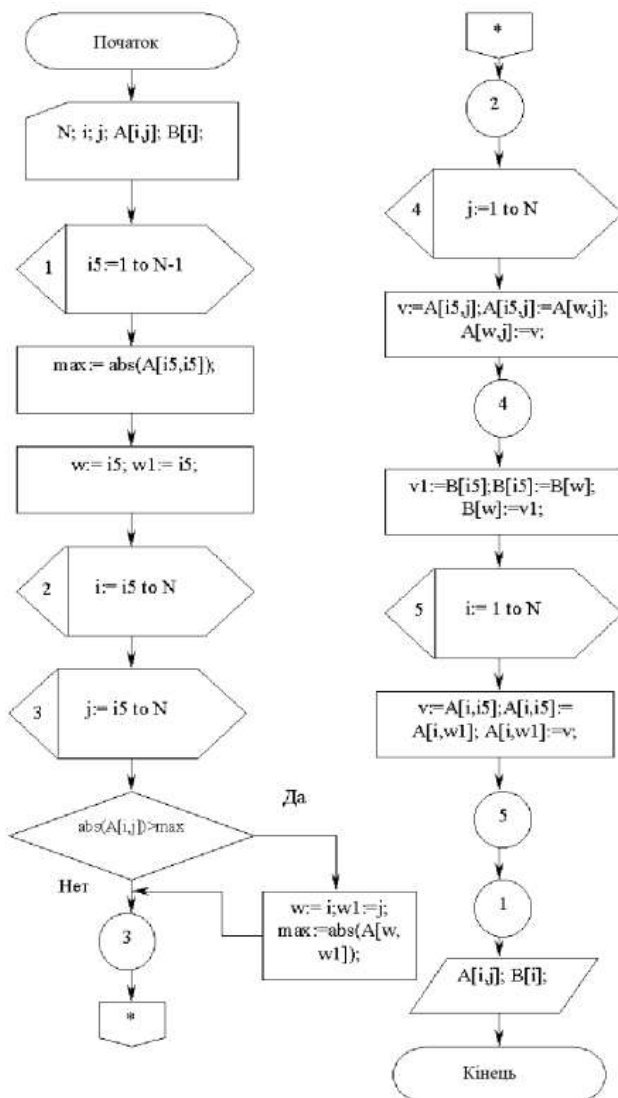 Початок
N; i; j; A[i,j]; B[i];
1
i5:=1 to N-1
max:= abs(A[i5,i5]);
w:= i5; w1:= i5;
2
i:= i5 to N
3
j:= i5 to N
abs(A[i,j])>max
Да
Нет
w:= i;w1:=j;
max:=abs(A[w,
w1]);
3
*
*
2
4
j:=1 to N
v:=A[i5,j];A[i5,j]:=A[w,j];
A[w,j]:=v;
4
v1:=B[i5];B[i5]:=B[w];
B[w]:=v1;
5
i:= 1 to N
v:=A[i,i5];A[i,i5]:=
A[i,w1]; A[i,w1]:=v;
5
1
A[i,j]; B[i];
Кінець